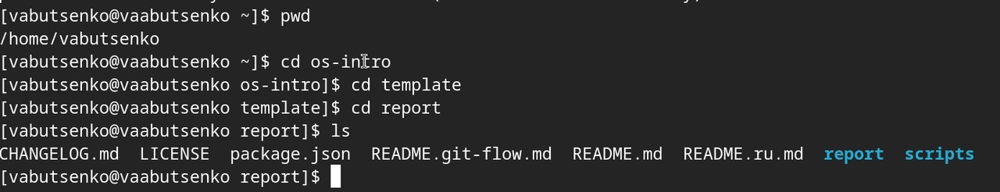 [vabutsenko@vaabutsenko ~]$ pwd
/home/vabutsenko
[vabutsenko@vaabutsenko ~]$ cd os-intro
[vabutsenko@vaabutsenko os-intro]$ cd template
[vabutsenko@vaabutsenko template]$ cd report
[vabutsenko@vaabutsenko report]$ ls
CHANGELOG.md  LICENSE  package.json  README.git-flow.md  README.md  README.ru.md  report  scripts
[vabutsenko@vaabutsenko report]$